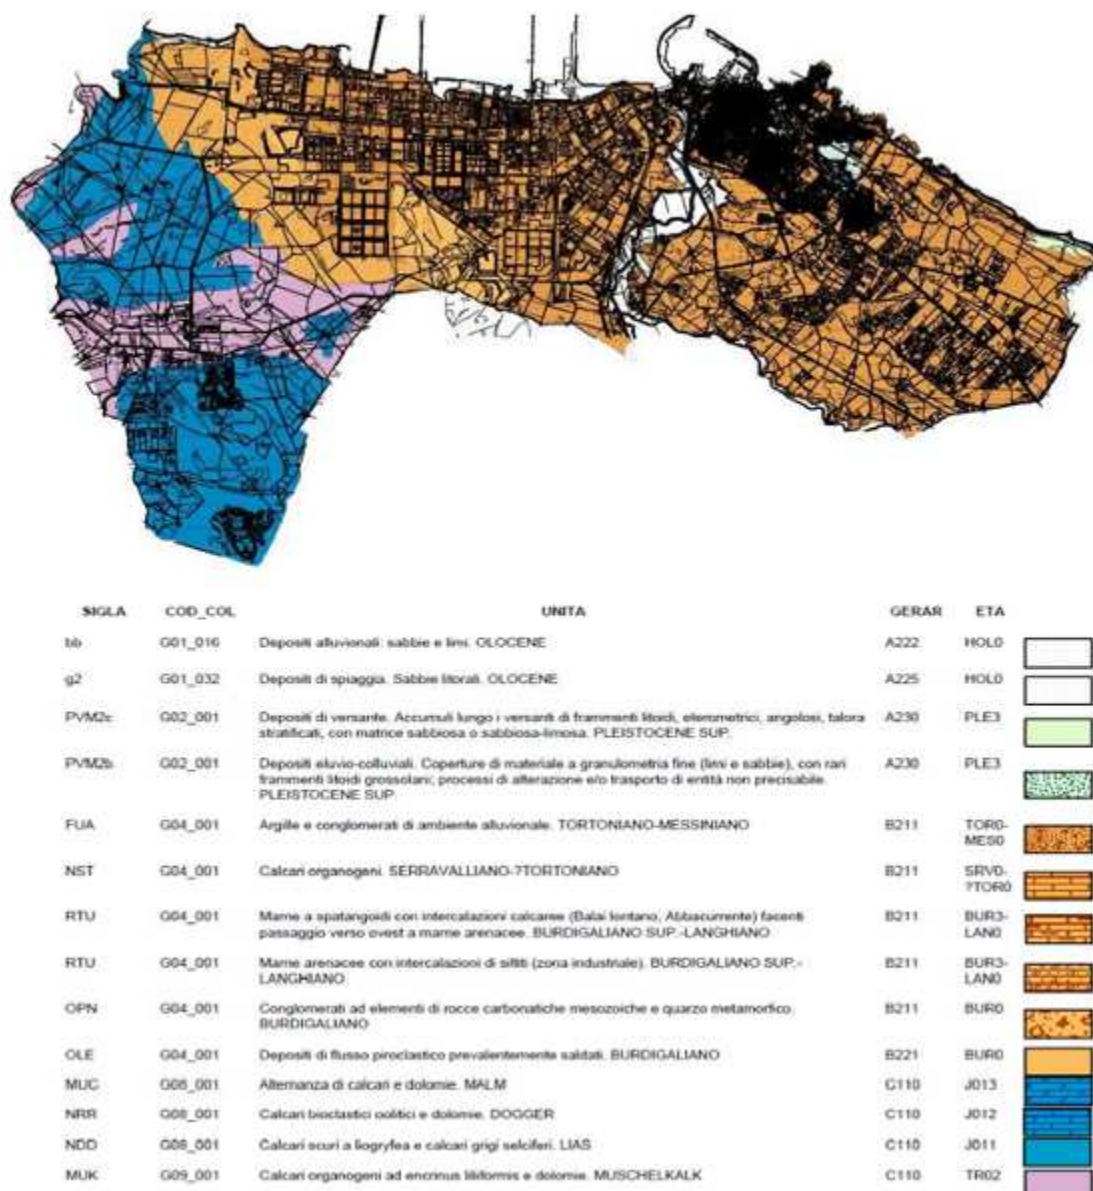 SIGLA COD_COL UNITA GERAR ETA
bb G01_016 Depositi alluvionali: sabbie e limi. OLOCENE A222 HOL0
g2 G01_032 Depositi di spiaggia. Sabbie litorali. OLOCENE A225 HOL0
PVM2c G02_001 Depositi di versante. Accumuli lungo i versanti di frammenti litoidi, eterometrici, angolosi, talora A230 PLE3
stratificati, con matrice sabbiosa o sabbiosa-limosa. PLEISTOCENE SUP.
PVM2b G02_001 Depositi eluvio-colluviali. Coperture di materiale a granulometria fine (limi e sabbie), con rari A230 PLE3
frammenti litoidi grossolani; processi di alterazione e/o trasporto di entità non precisabile.
PLEISTOCENE SUP.
FUA G04_001 Argille e conglomerati di ambiente alluvionale. TORTONIANO-MESSINIANO B211 TOR0-
MES0
NST G04_001 Calcari organogeni. SERRAVALLIANO-?TORTONIANO B211 SRV0-
?TOR0
RTU G04_001 Marne a spatangoidi con intercalazioni calcaree (Balai lontano, Abbacurrente) facenti B211 BUR3-
passaggio verso ovest a marne arenacee. BURDIGALIANO SUP.-LANGHIANO LAN0
RTU G04_001 Marne arenacee con intercalazioni di siltiti (zona industriale). BURDIGALIANO SUP.- B211 BUR3-
LANGHIANO LAN0
OPN G04_001 Conglomerati ad elementi di rocce carbonatiche mesozoiche e quarzo metamorfico. B211 BUR0
BURDIGALIANO
OLE G04_001 Depositi di flusso piroclastico prevalentemente saldati. BURDIGALIANO B221 BUR0
MUC G08_001 Alternanza di calcari e dolomie. MALM C110 J013
NRR G08_001 Calcari bioclastici oolitici e dolomie. DOGGER C110 J012
NDD G08_001 Calcari scuri a liogryfea e calcari grigi selciferi. LIAS C110 J011
MUK G09_001 Calcari organogeni ad encrinus liliformis e dolomie. MUSCHELKALK C110 TR02